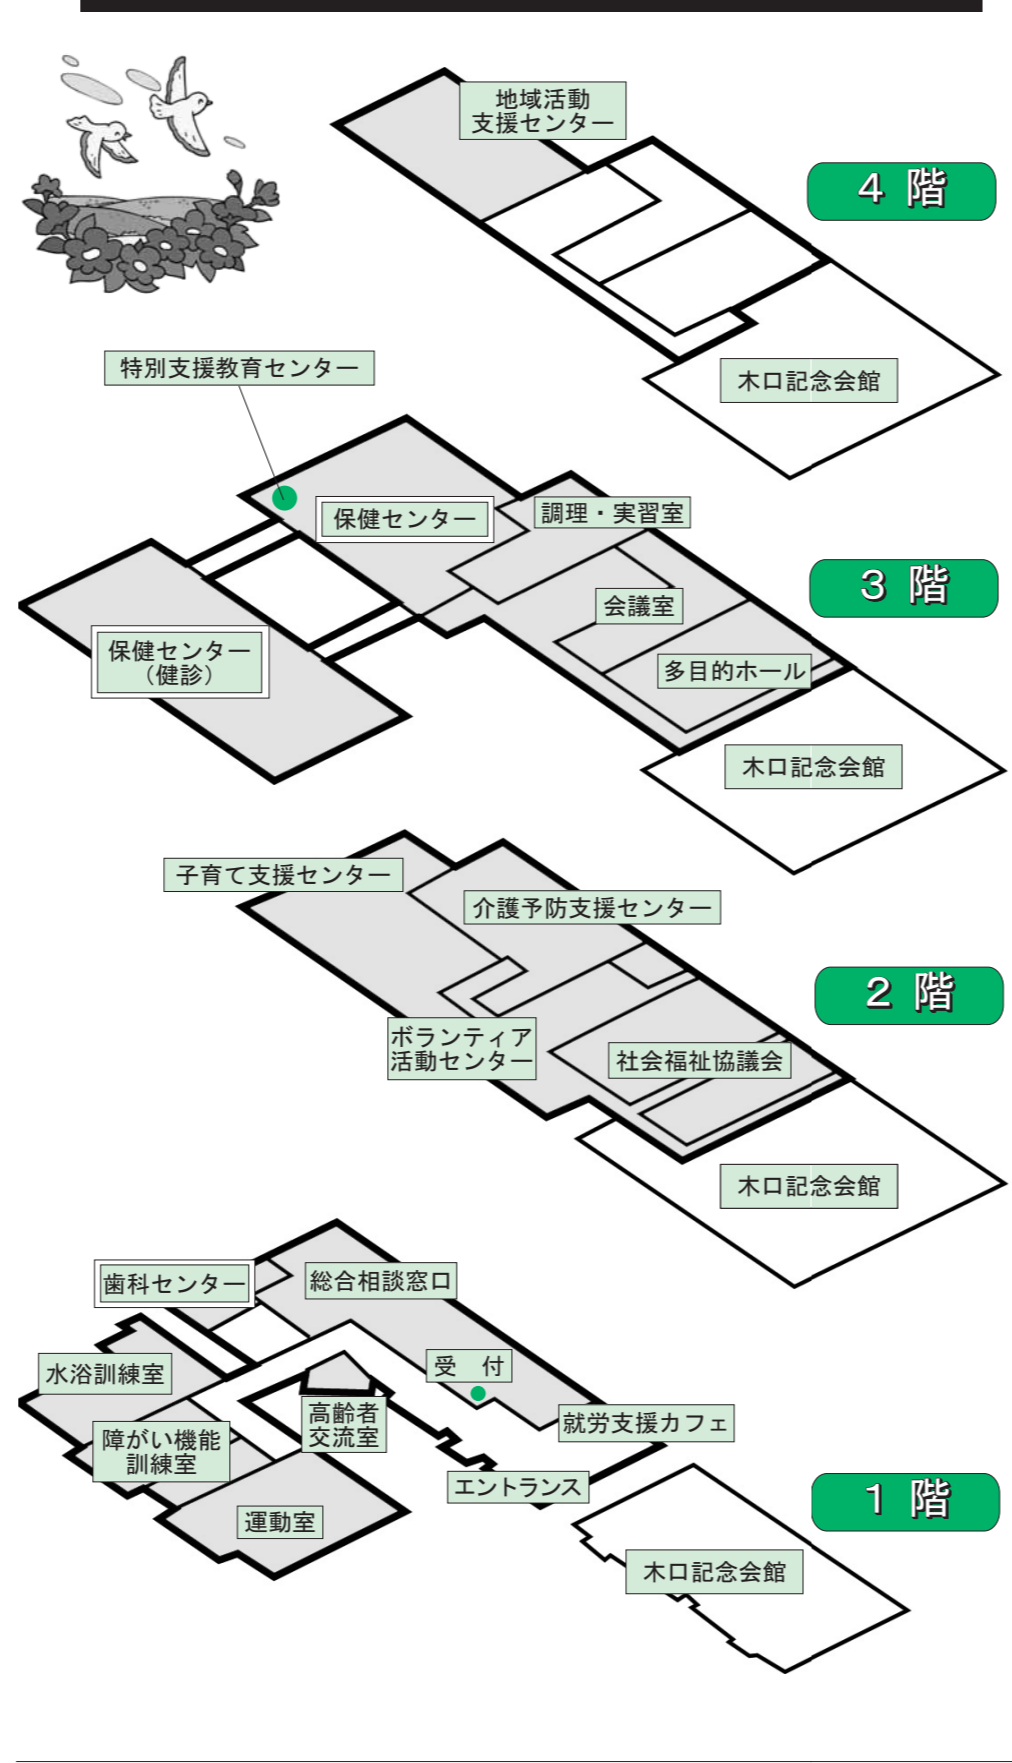 地域活動
支援センター
4 階
木口記念会館
特別支援教育センター
保健センター
調理・実習室
3 階
会議室
保健センター
(健診)
多目的ホール
木口記念会館
子育て支援センター
介護予防支援センター
2 階
ボランティア
活動センター
社会福祉協議会
木口記念会館
歯科センター
総合相談窓口
受 付
水浴訓練室
高齢者
交流室
就労支援カフェ
障がい機能
訓練室
エントランス
1 階
運動室
木口記念会館